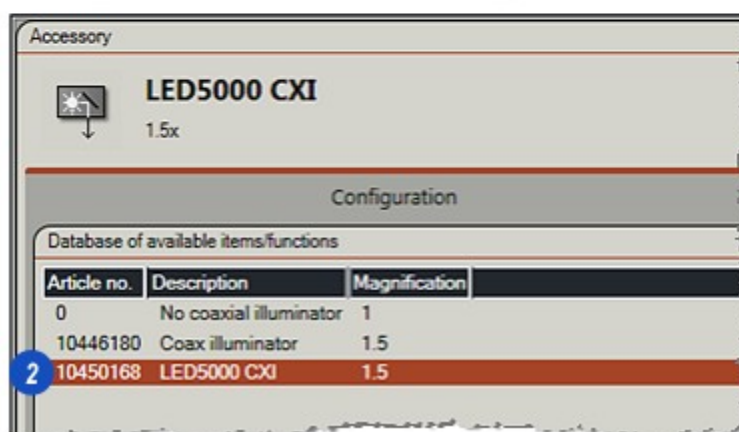 Accessory
LED5000 CXI
1.5x
Configuration
Database of available items/functions
Article no. Description Magnification
0 No coaxial illuminator 1
10446180 Coax illuminator 1.5
2 10450168 LED5000 CXI 1.5